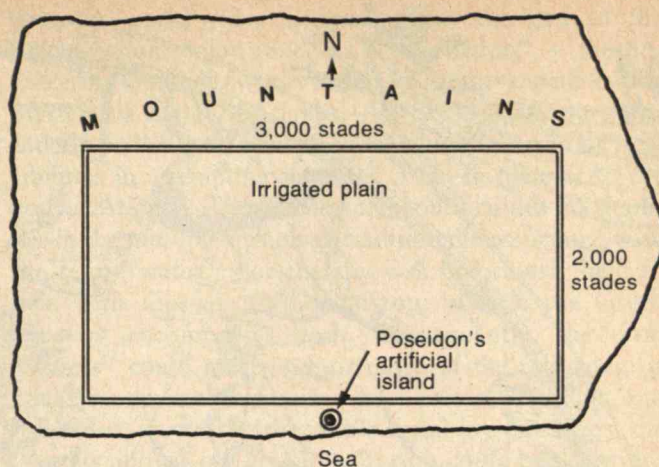 N
MOUNTAINS
3,000 stades
Irrigated plain
2,000
stades
Poseidon's
artificial
island
Sea